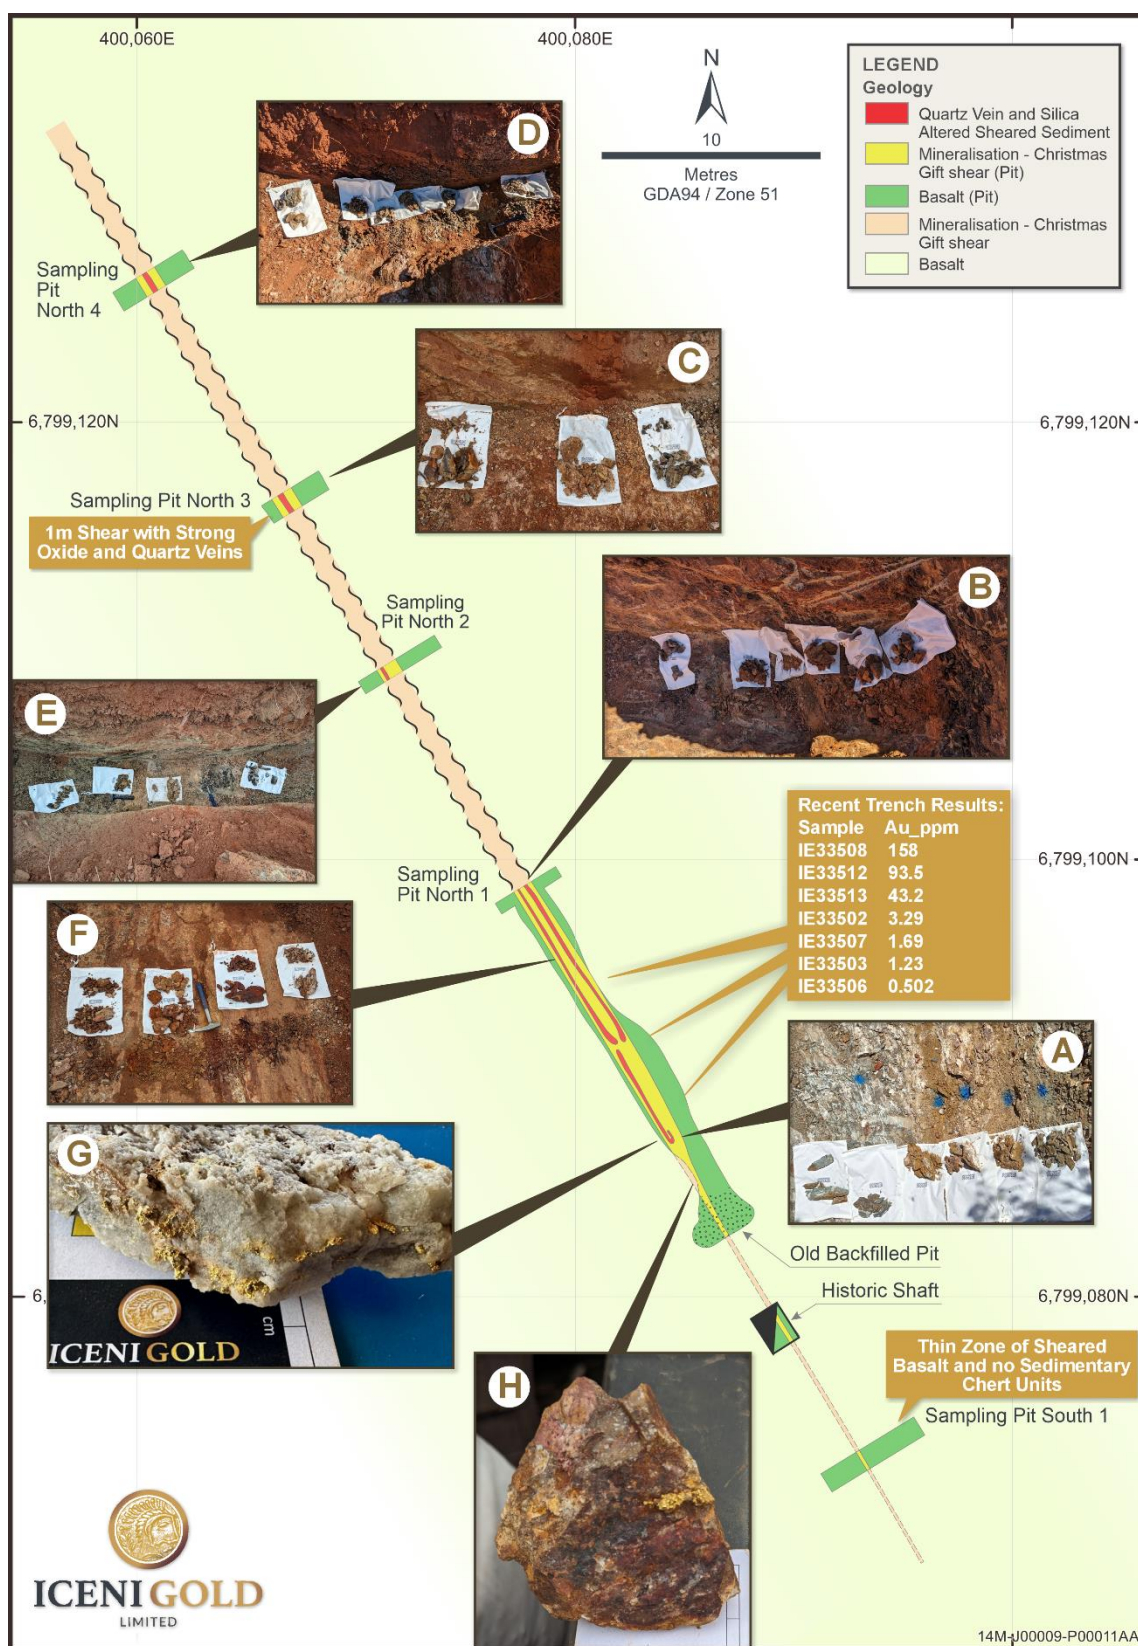 400,060E
400,080E
N
10
Metres
GDA94 / Zone 51
LEGEND
Geology
Quartz Vein and Silica
Altered Sheared Sediment
Mineralisation - Christmas
Gift shear (Pit)
Basalt (Pit)
Mineralisation - Christmas
Gift shear
Basalt
D
Sampling
Pit
North 4
C
6,799,120N
6,799,120N
Sampling Pit North 3
1m Shear with Strong
Oxide and Quartz Veins
B
Sampling
Pit North 2
E
Recent Trench Results:
Sample Au_ppm
IE33508 158
IE33512 93.5
IE33513 43.2
IE33502 3.29
IE33507 1.69
IE33503 1.23
IE33506 0.502
6,799,100N
Sampling
Pit North 1
F
A
G
cm
ICENI GOLD
Old Backfilled Pit
Historic Shaft
6,
6,799,080N
Thin Zone of Sheared
Basalt and no Sedimentary
Chert Units
Sampling Pit South 1
H
ICENI GOLD
LIMITED
14M-J00009-P00011AA